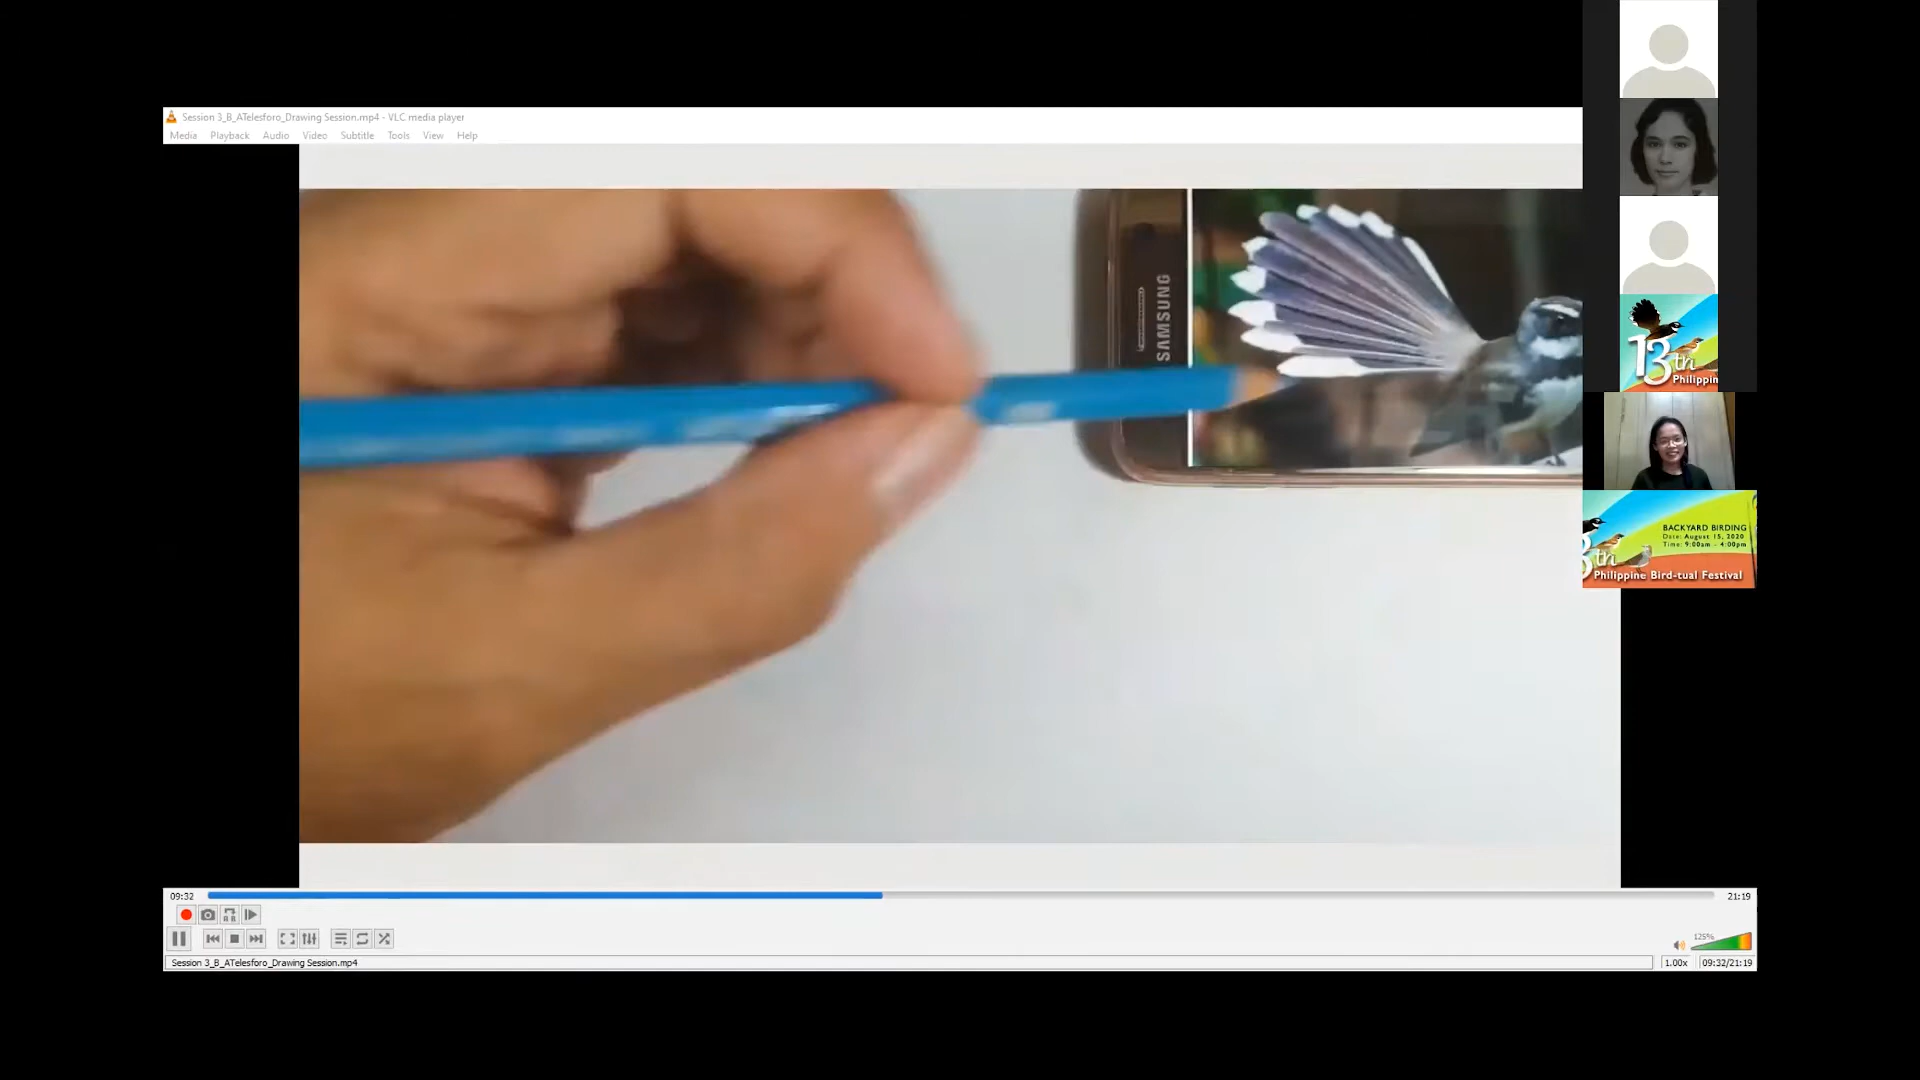 Session 3_B_ATelesforo_Drawing Session.mp4 - VLC media player
Media Playback Audio Video Subtitle Tools View Help
SAMSUNG
13th
Philippin
BACKYARD BIRDING
Date: August 15, 2020
Time: 9:00am - 4:00pm
3th
Philippine Bird-tual Festival
09:32
21:19
125%
Session 3_B_ATelesforo_Drawing Session.mp4
1.00x
09:32/21:19